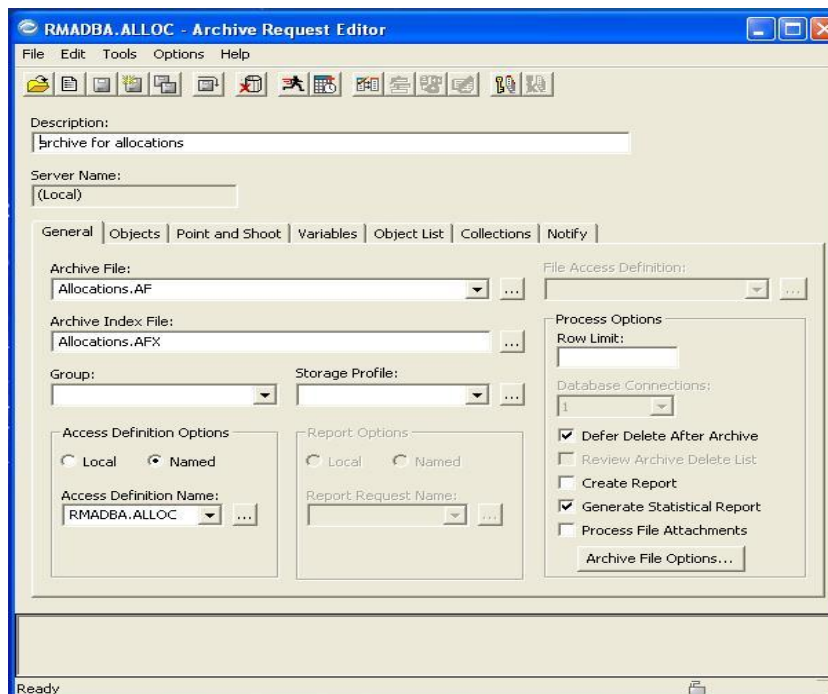 RMADBA.ALLOC - Archive Request Editor
File Edit Tools Options Help
Description:
archive for allocations
Server Name:
(Local)
General Objects Point and Shoot Variables Object List Collections Notify
Archive File:
Allocations.AF
...
File Access Definition:
...
Archive Index File:
Allocations.AFX
...
Group:
Storage Profile:
...
Access Definition Options
Local Named
Access Definition Name:
RMADBA.ALLOC
...
Report Options
Local Named
Report Request Name:
...
Process Options
Row Limit:
Database Connections:
1
Defer Delete After Archive
Review Archive Delete List
Create Report
Generate Statistical Report
Process File Attachments
Archive File Options...
Ready